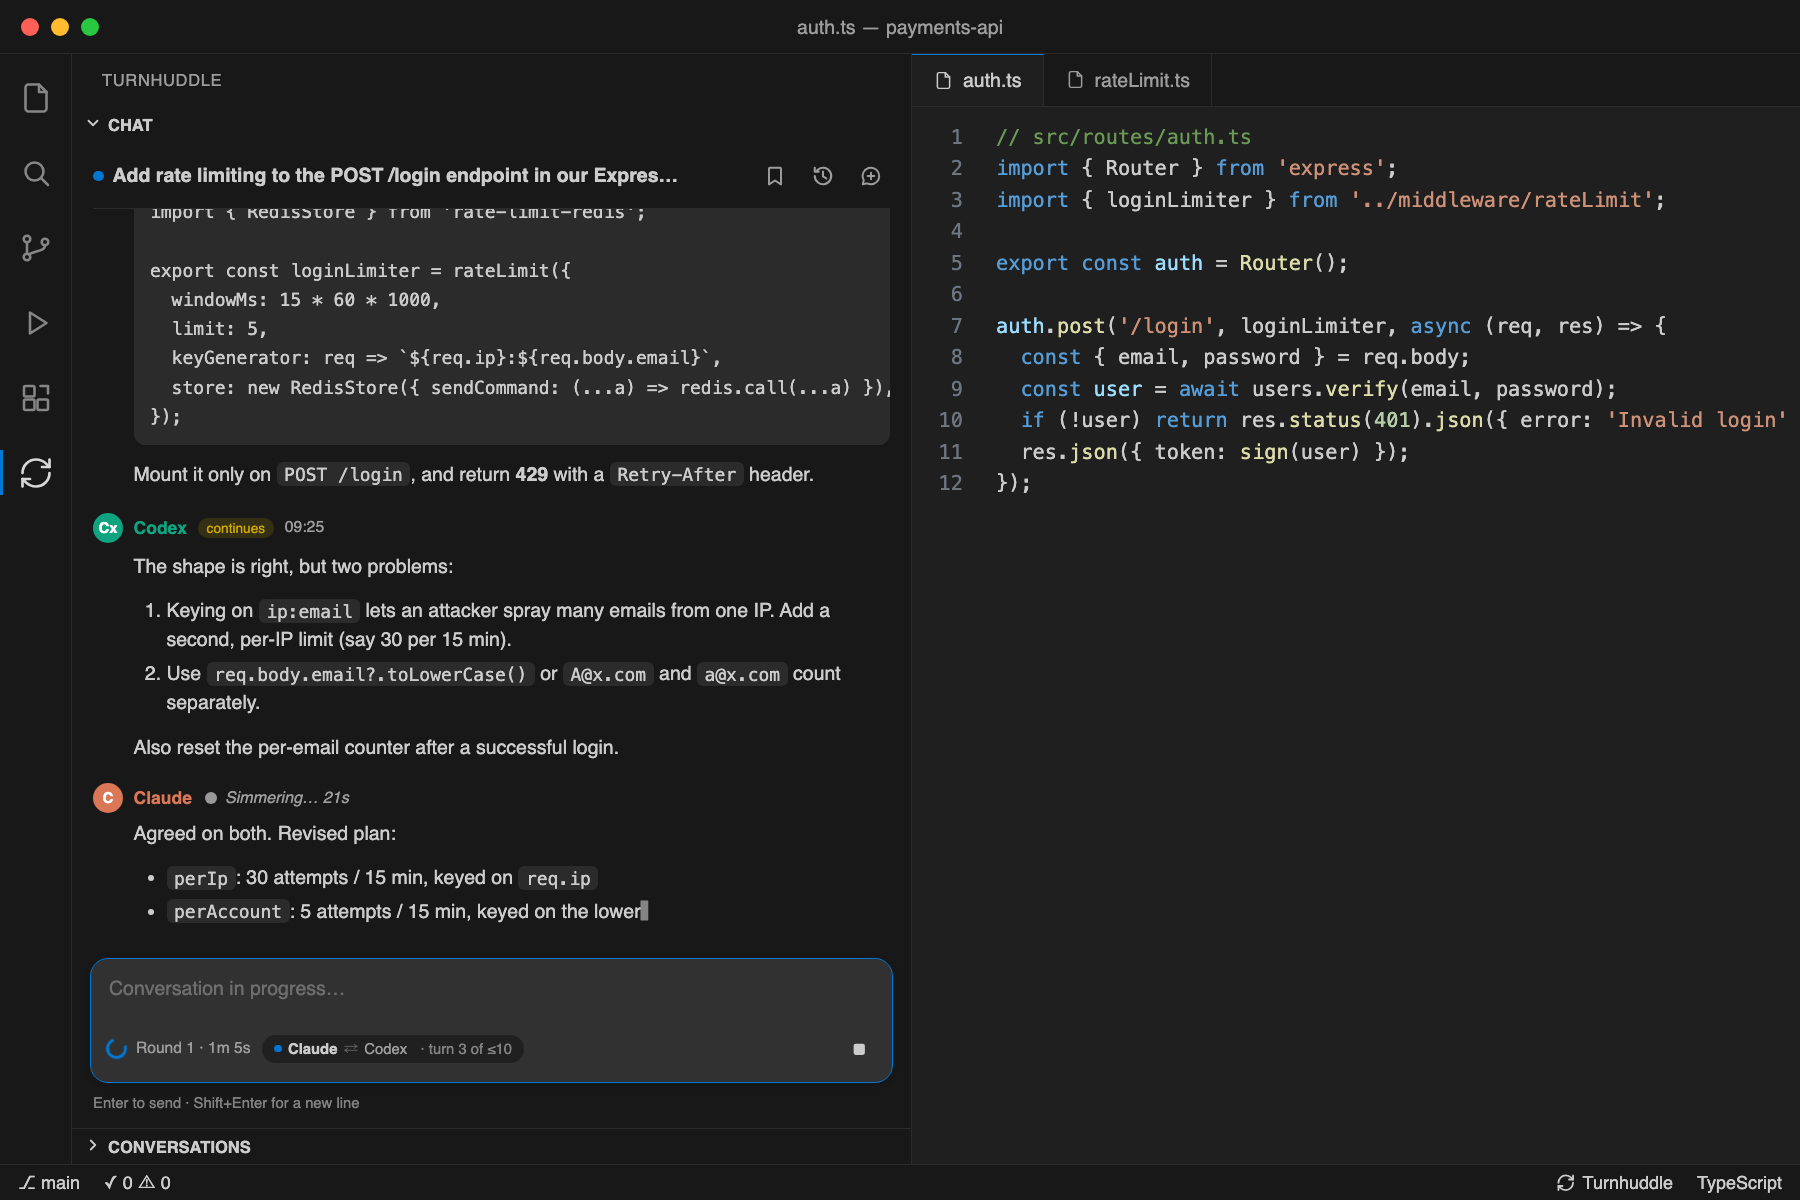 auth.ts — payments-api
TURNHUDDLE
CHAT
Add rate limiting to the POST /login endpoint in our Expres…
import { RedisStore } from 'rate-limit-redis';
export const loginLimiter = rateLimit({
windowMs: 15 * 60 * 1000,
limit: 5,
keyGenerator: req => `${req.ip}:${req.body.email}`,
store: new RedisStore({ sendCommand: (...a) => redis.call(...a) }),
});
Mount it only on POST /login, and return 429 with a Retry-After header.
Cx Codex continues 09:25
The shape is right, but two problems:
1. Keying on ip:email lets an attacker spray many emails from one IP. Add a
second, per-IP limit (say 30 per 15 min).
2. Use req.body.email?.toLowerCase() or A@x.com and a@x.com count
separately.
Also reset the per-email counter after a successful login.
C Claude Simmering… 21s
Agreed on both. Revised plan:
• perIp: 30 attempts / 15 min, keyed on req.ip
• perAccount: 5 attempts / 15 min, keyed on the lower
Conversation in progress…
Round 1 · 1m 5s Claude ⇄ Codex · turn 3 of ≤10
Enter to send · Shift+Enter for a new line
CONVERSATIONS
auth.ts rateLimit.ts
1 // src/routes/auth.ts
2 import { Router } from 'express';
3 import { loginLimiter } from '../middleware/rateLimit';
4
5 export const auth = Router();
6
7 auth.post('/login', loginLimiter, async (req, res) => {
8 const { email, password } = req.body;
9 const user = await users.verify(email, password);
10 if (!user) return res.status(401).json({ error: 'Invalid login'
11 res.json({ token: sign(user) });
12 });
main ✓ 0 ⚠ 0
Turnhuddle TypeScript